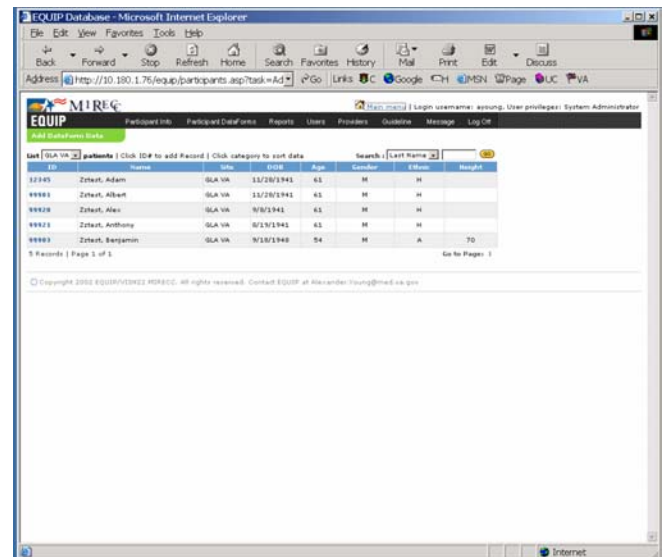 EQUIP Database - Microsoft Internet Explorer
File Edit View Favorites Tools Help
Back Forward Stop Refresh Home Search Favorites History Mail Print Edit Discuss
Address http://10.180.1.76/equip/participants.asp?task=Ad Go Links C Google H MSN Page UC VA
MIRECC
Main menu | Login username: ayoung. User privileges: System Administrator
EQUIP Participant Info Participant DataForms Reports Users Providers Guideline Message Log Off
Add DataForm Data
List GLA VA patients | Click ID# to add Record | Click category to sort data Search: Last Name
ID Name Site DOB Age Gender Ethnic Height
12345 Zztest, Adam GLA VA 11/28/1941 61 M H
Zztest, Albert GLA VA 11/28/1941 61 M H
Zztest, Alex GLA VA 9/8/1941 61 M H
Zztest, Anthony GLA VA 8/19/1941 61 M H
Zztest, Benjamin GLA VA 9/18/1948 54 M A 70
5 Records | Page 1 of 1 Go to Page: 1
Copyright 2002 EQUIP/VISN22 MIRECC. All rights reserved. Contact EQUIP at Alexander.Young@med.va.gov
Internet